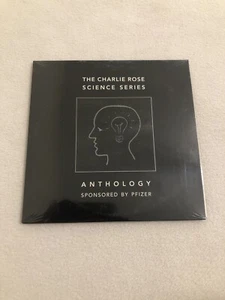 THE CHARLIE ROSE
SCIENCE SERIES
ANTHOLOGY
SPONSORED BY PFIZER